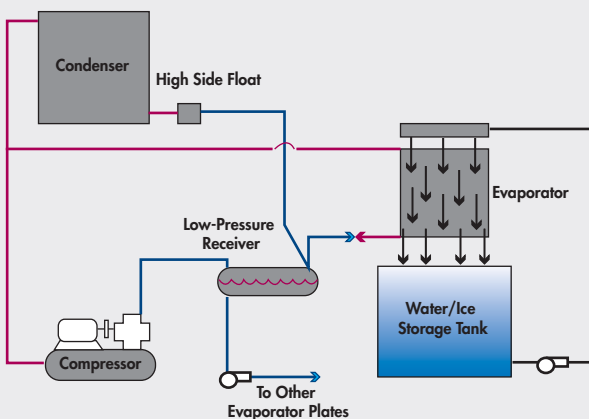 Condenser
High Side Float
Evaporator
Low-Pressure
Receiver
Water/Ice
Storage Tank
Compressor
To Other
Evaporator Plates